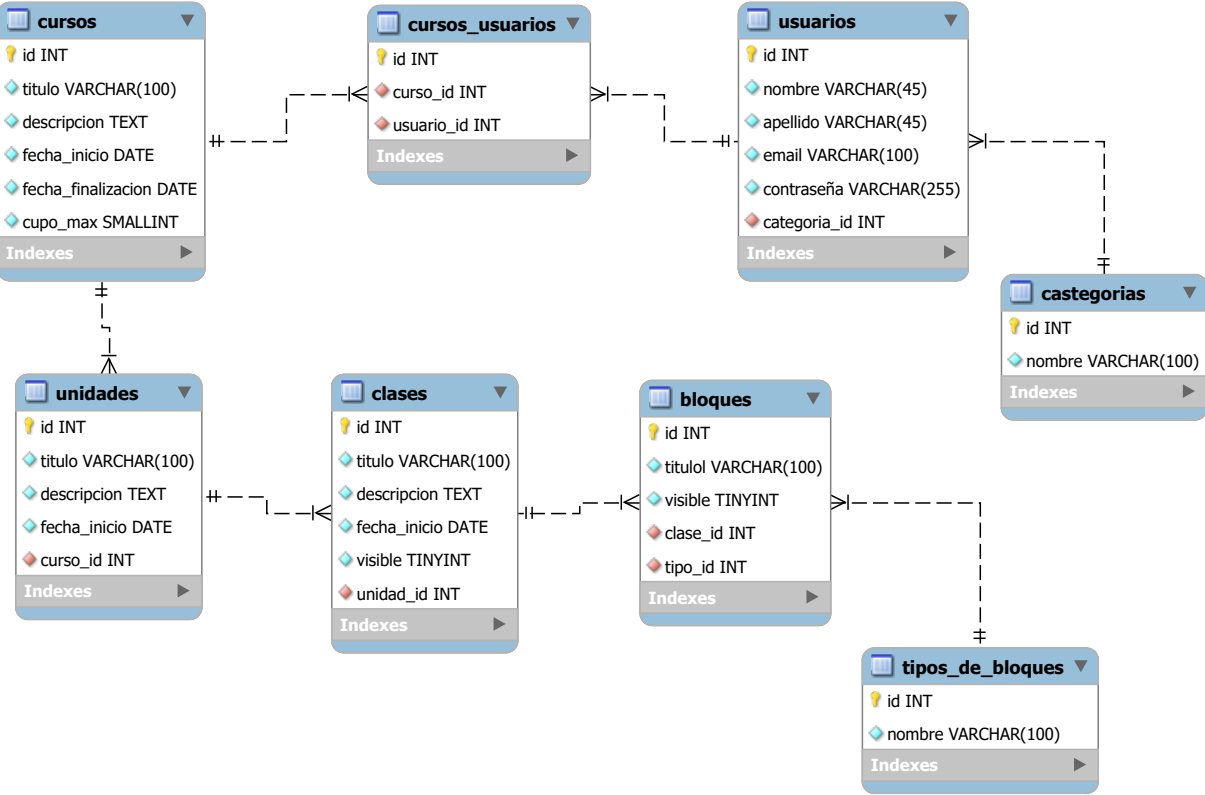 cursos
id INT
titulo VARCHAR(100)
descripcion TEXT
fecha_inicio DATE
fecha_finalizacion DATE
cupo_max SMALLINT
Indexes
cursos_usuarios
id INT
curso_id INT
usuario_id INT
Indexes
usuarios
id INT
nombre VARCHAR(45)
apellido VARCHAR(45)
email VARCHAR(100)
contraseña VARCHAR(255)
categoria_id INT
Indexes
castegorias
id INT
nombre VARCHAR(100)
Indexes
unidades
id INT
titulo VARCHAR(100)
descripcion TEXT
fecha_inicio DATE
curso_id INT
Indexes
clases
id INT
titulo VARCHAR(100)
descripcion TEXT
fecha_inicio DATE
visible TINYINT
unidad_id INT
Indexes
bloques
id INT
titulol VARCHAR(100)
visible TINYINT
clase_id INT
tipo_id INT
Indexes
tipos_de_bloques
id INT
nombre VARCHAR(100)
Indexes